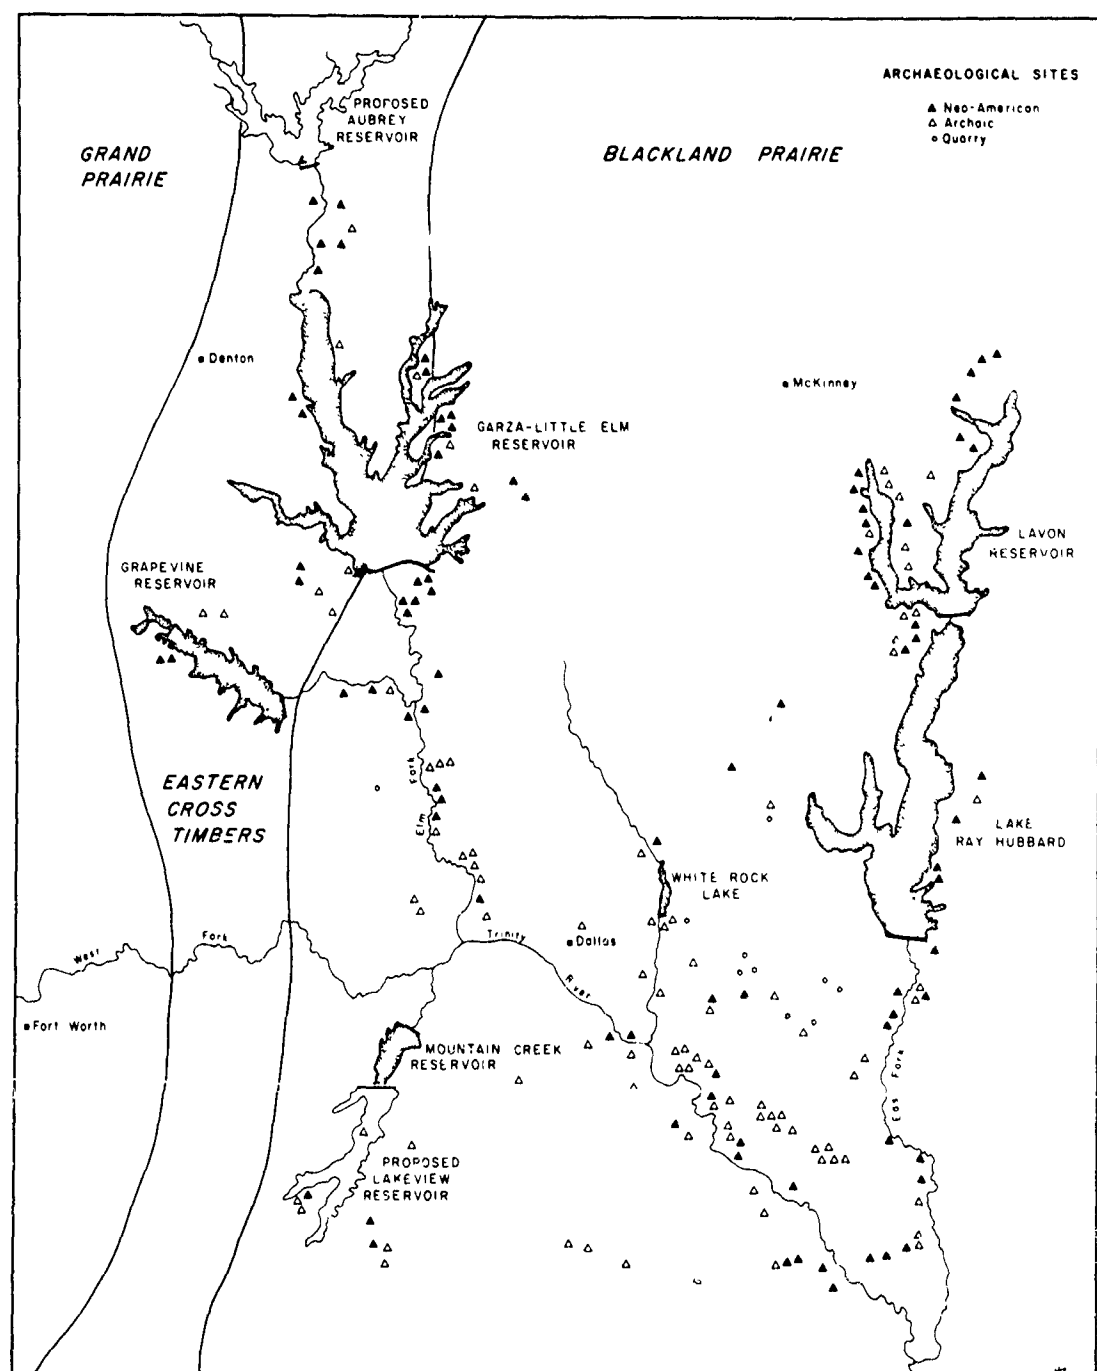 ARCHAEOLOGICAL SITES
▲ Neo-American
△ Archaic
○ Quarry
PROPOSED
AUBREY
RESERVOIR
GRAND
PRAIRIE
BLACKLAND PRAIRIE
Denton
McKinney
GARZA-LITTLE ELM
RESERVOIR
LAVON
RESERVOIR
GRAPEVINE
RESERVOIR
EASTERN
CROSS
TIMBERS
Elm Fork
LAKE
RAY HUBBARD
WHITE ROCK
LAKE
West Fork
Trinity River
Dallas
Fort Worth
MOUNTAIN CREEK
RESERVOIR
Eas Fork
PROPOSED
LAKEVIEW
RESERVOIR